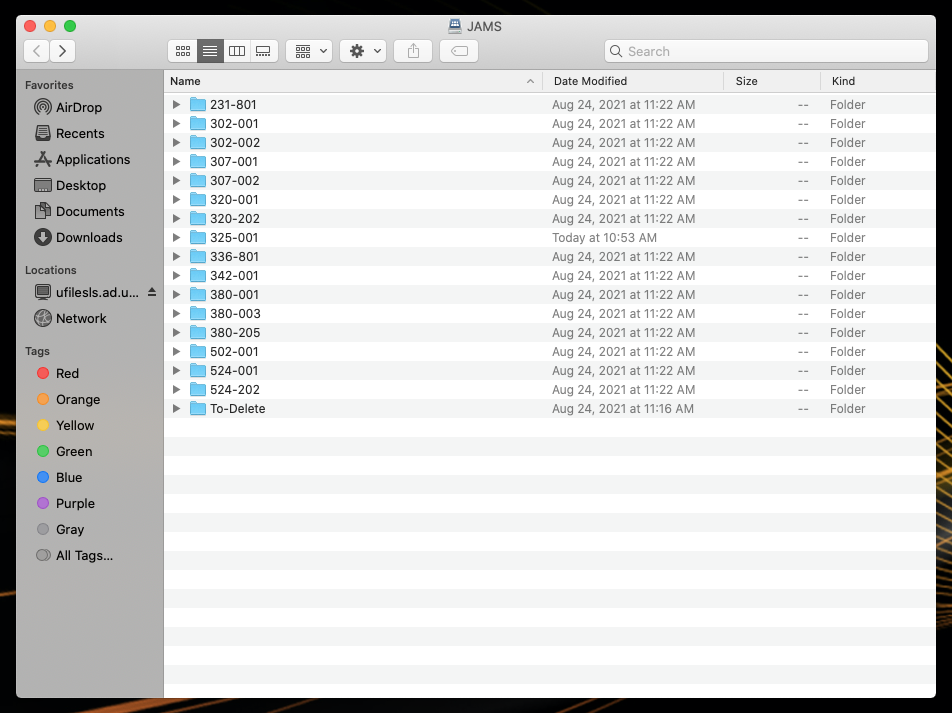 JAMS
Search
Favorites
AirDrop
Recents
Applications
Desktop
Documents
Downloads
Locations
ufilesls.ad.u...
Network
Tags
Red
Orange
Yellow
Green
Blue
Purple
Gray
All Tags...
Name Date Modified Size Kind
231-801 Aug 24, 2021 at 11:22 AM -- Folder
302-001 Aug 24, 2021 at 11:22 AM -- Folder
302-002 Aug 24, 2021 at 11:22 AM -- Folder
307-001 Aug 24, 2021 at 11:22 AM -- Folder
307-002 Aug 24, 2021 at 11:22 AM -- Folder
320-001 Aug 24, 2021 at 11:22 AM -- Folder
320-202 Aug 24, 2021 at 11:22 AM -- Folder
325-001 Today at 10:53 AM -- Folder
336-801 Aug 24, 2021 at 11:22 AM -- Folder
342-001 Aug 24, 2021 at 11:22 AM -- Folder
380-001 Aug 24, 2021 at 11:22 AM -- Folder
380-003 Aug 24, 2021 at 11:22 AM -- Folder
380-205 Aug 24, 2021 at 11:22 AM -- Folder
502-001 Aug 24, 2021 at 11:22 AM -- Folder
524-001 Aug 24, 2021 at 11:22 AM -- Folder
524-202 Aug 24, 2021 at 11:22 AM -- Folder
To-Delete Aug 24, 2021 at 11:16 AM -- Folder